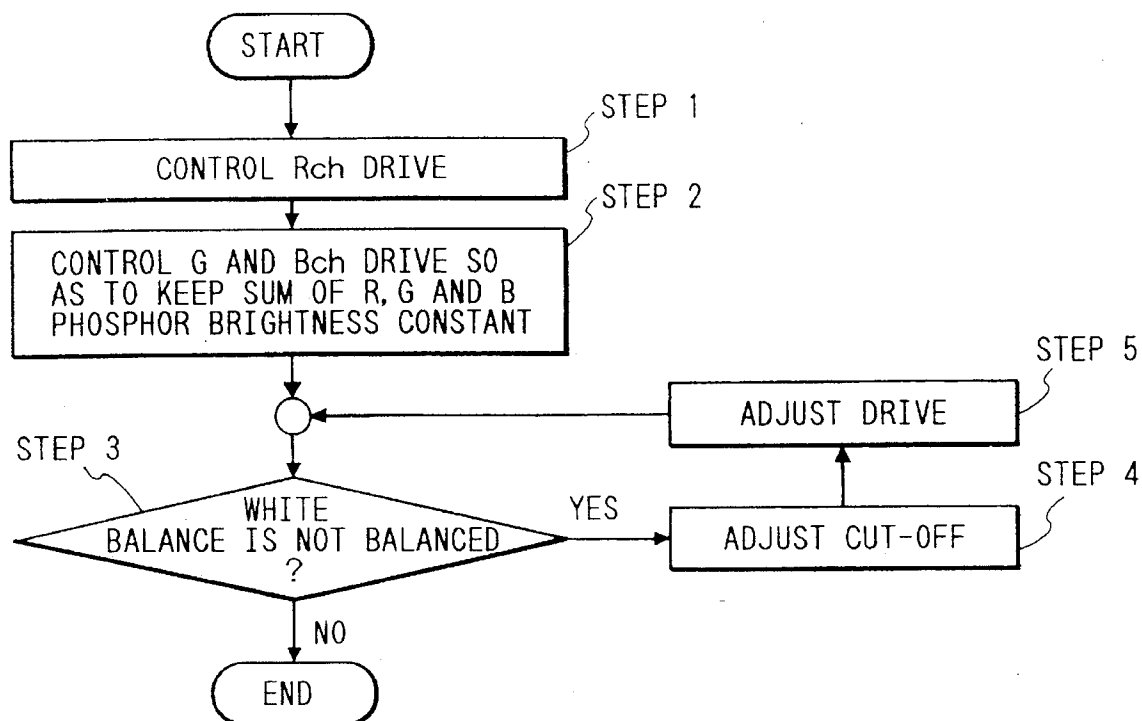 START
STEP 1
CONTROL Rch DRIVE
STEP 2
CONTROL G AND Bch DRIVE SO
AS TO KEEP SUM OF R, G AND B
PHOSPHOR BRIGHTNESS CONSTANT
STEP 5
ADJUST DRIVE
STEP 3
WHITE
BALANCE IS NOT BALANCED
?
YES
STEP 4
ADJUST CUT-OFF
NO
END